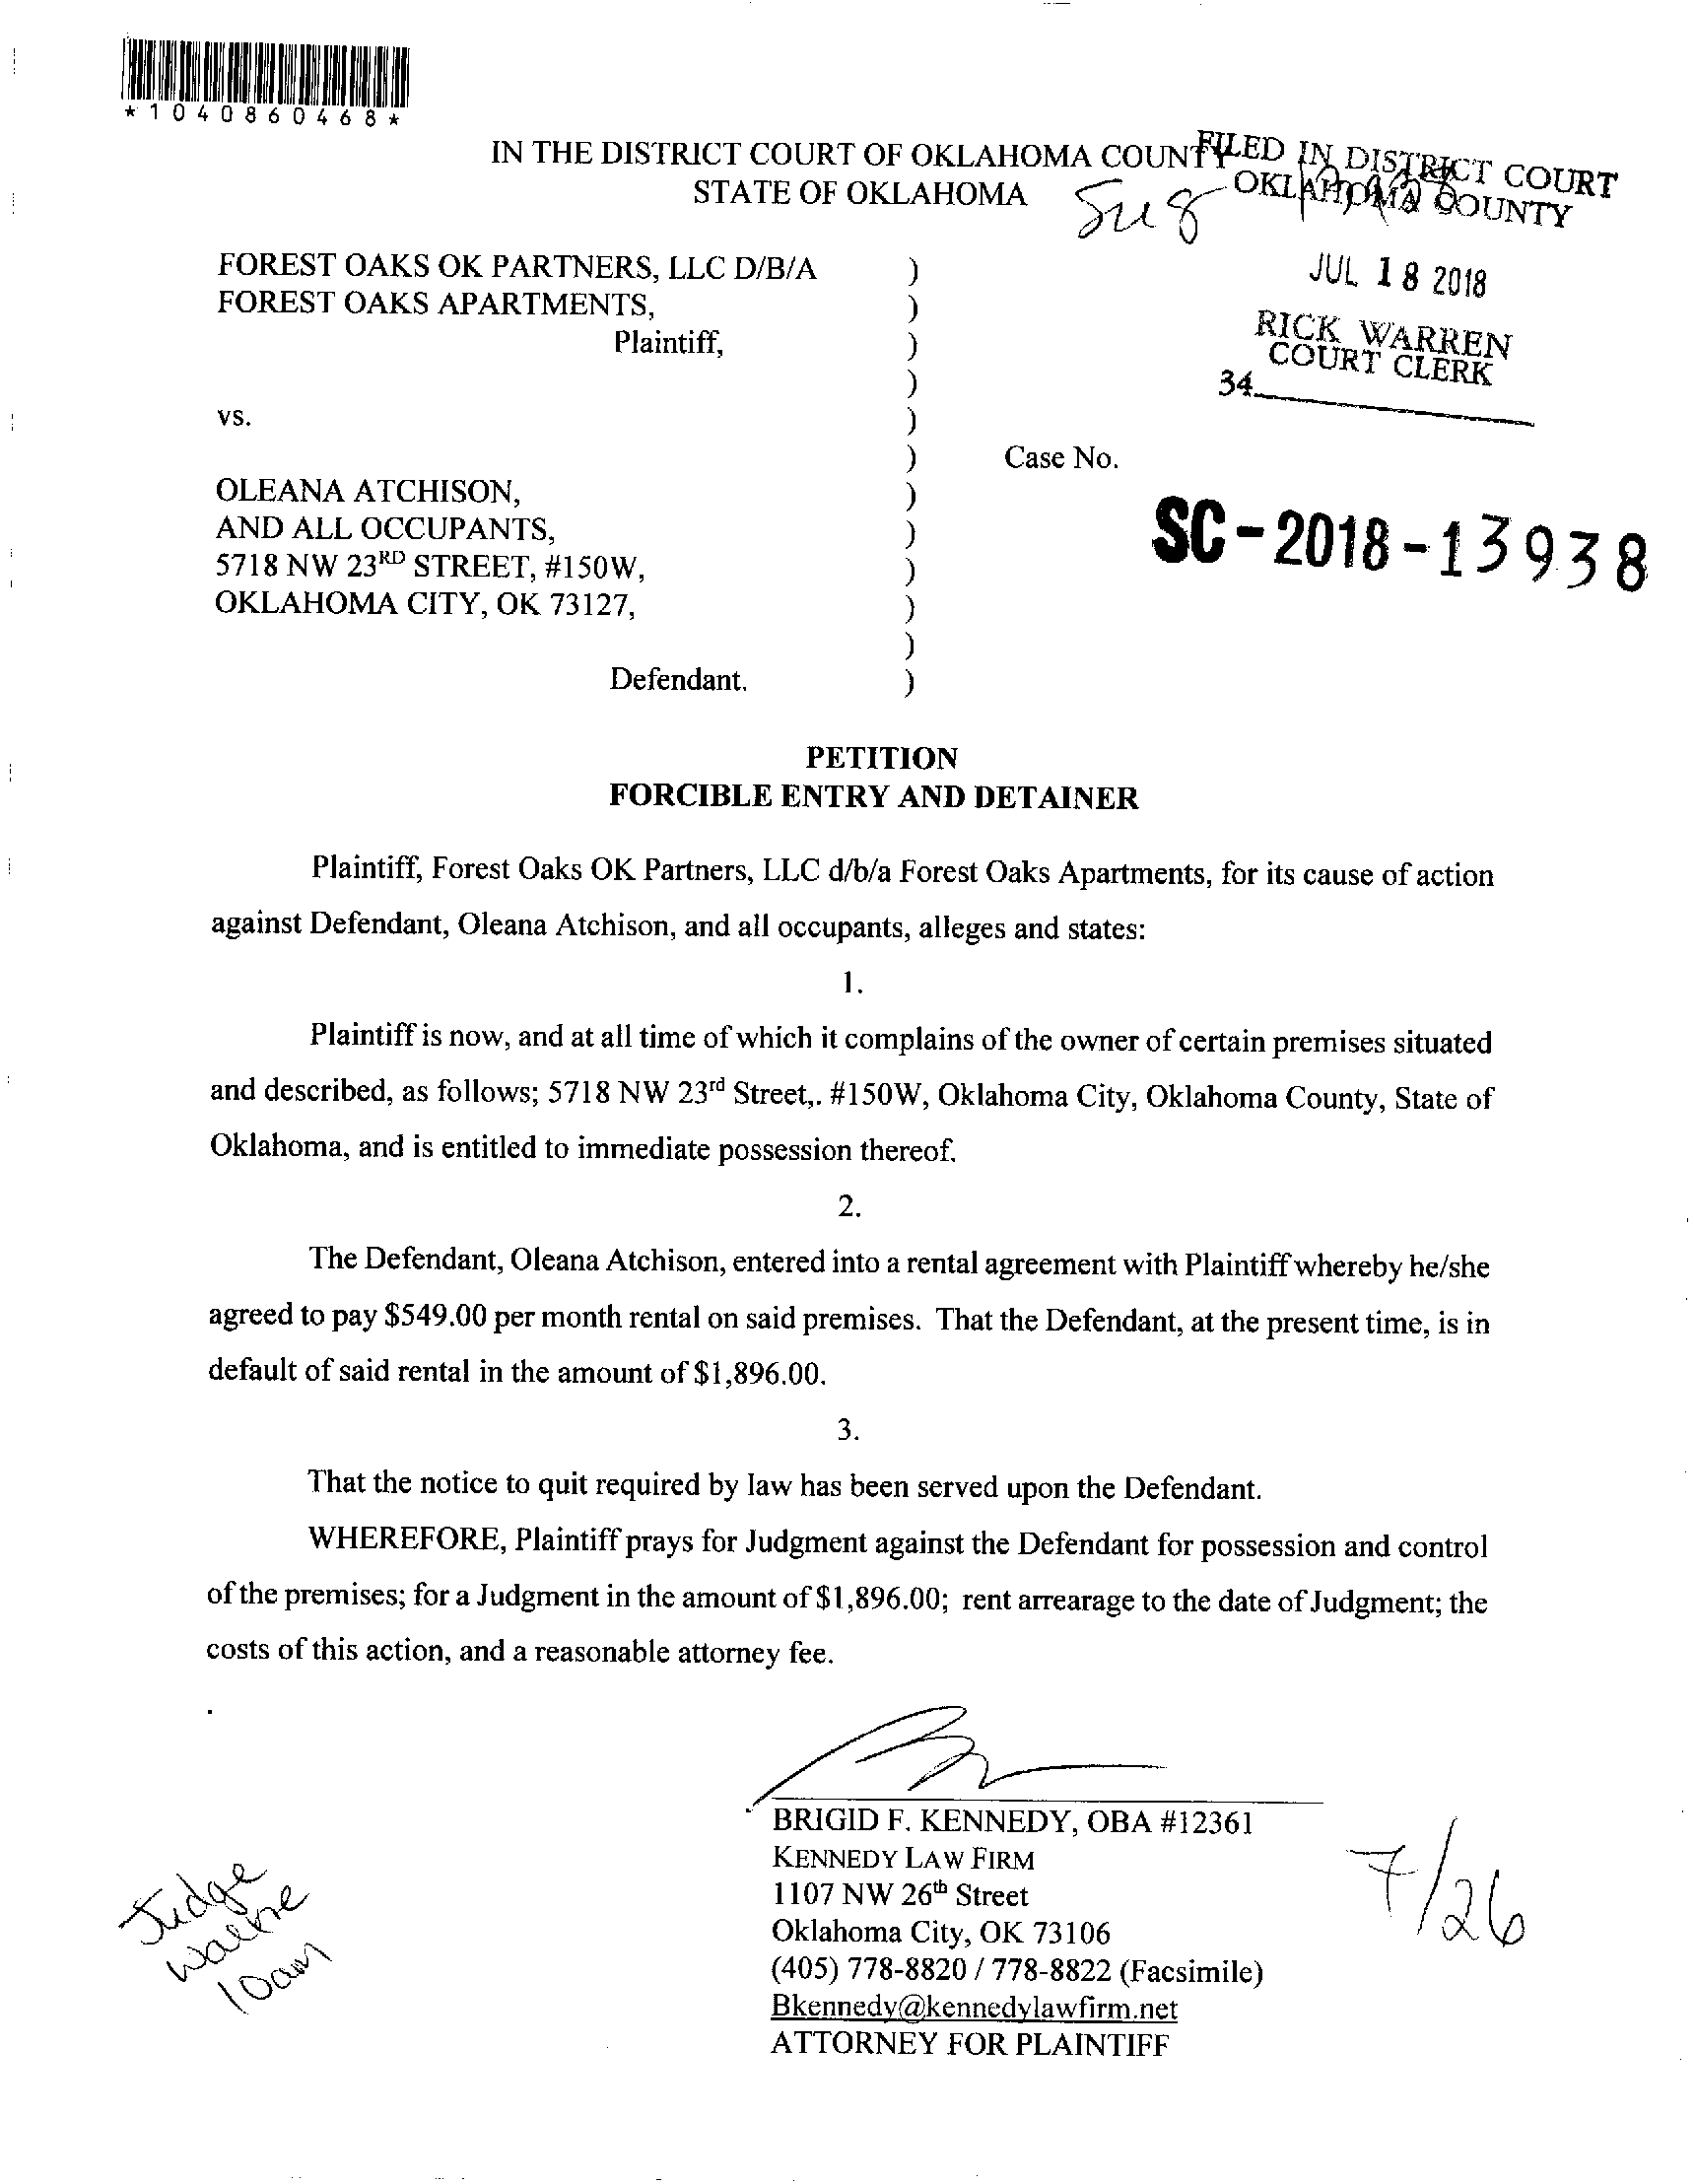 *1040860468*
IN THE DISTRICT COURT OF OKLAHOMA COUNTY
STATE OF OKLAHOMA
FILED IN DISTRICT COURT
OKLAHOMA COUNTY
JUL 18 2018
RICK WARREN
COURT CLERK
34
FOREST OAKS OK PARTNERS, LLC D/B/A )
FOREST OAKS APARTMENTS, )
Plaintiff, )
)
vs. )
) Case No.
OLEANA ATCHISON, )
AND ALL OCCUPANTS, ) SC-2018-13938
5718 NW 23RD STREET, #150W, )
OKLAHOMA CITY, OK 73127, )
)
Defendant. )
PETITION
FORCIBLE ENTRY AND DETAINER
Plaintiff, Forest Oaks OK Partners, LLC d/b/a Forest Oaks Apartments, for its cause of action
against Defendant, Oleana Atchison, and all occupants, alleges and states:
1.
Plaintiff is now, and at all time of which it complains of the owner of certain premises situated
and described, as follows; 5718 NW 23rd Street,. #150W, Oklahoma City, Oklahoma County, State of
Oklahoma, and is entitled to immediate possession thereof.
2.
The Defendant, Oleana Atchison, entered into a rental agreement with Plaintiff whereby he/she
agreed to pay $549.00 per month rental on said premises. That the Defendant, at the present time, is in
default of said rental in the amount of $1,896.00.
3.
That the notice to quit required by law has been served upon the Defendant.
WHEREFORE, Plaintiff prays for Judgment against the Defendant for possession and control
of the premises; for a Judgment in the amount of $1,896.00; rent arrearage to the date of Judgment; the
costs of this action, and a reasonable attorney fee.
BRIGID F. KENNEDY, OBA #12361
KENNEDY LAW FIRM
1107 NW 26th Street
Oklahoma City, OK 73106
(405) 778-8820 / 778-8822 (Facsimile)
Bkennedy@kennedylawfirm.net
ATTORNEY FOR PLAINTIFF
7/26
Judge
10am